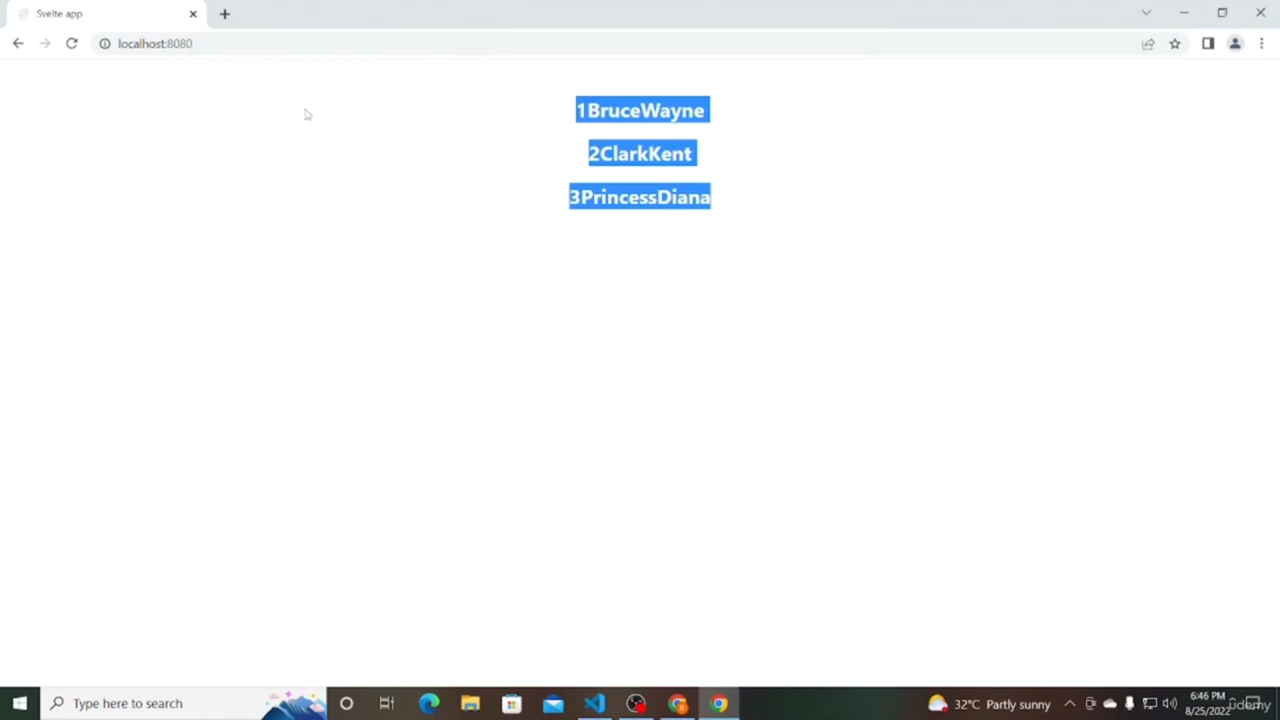 Svelte app
localhost:8080
1BruceWayne
2ClarkKent
3PrincessDiana
Type here to search
32°C Partly sunny
6:46 PM
8/25/2022
ûdemy